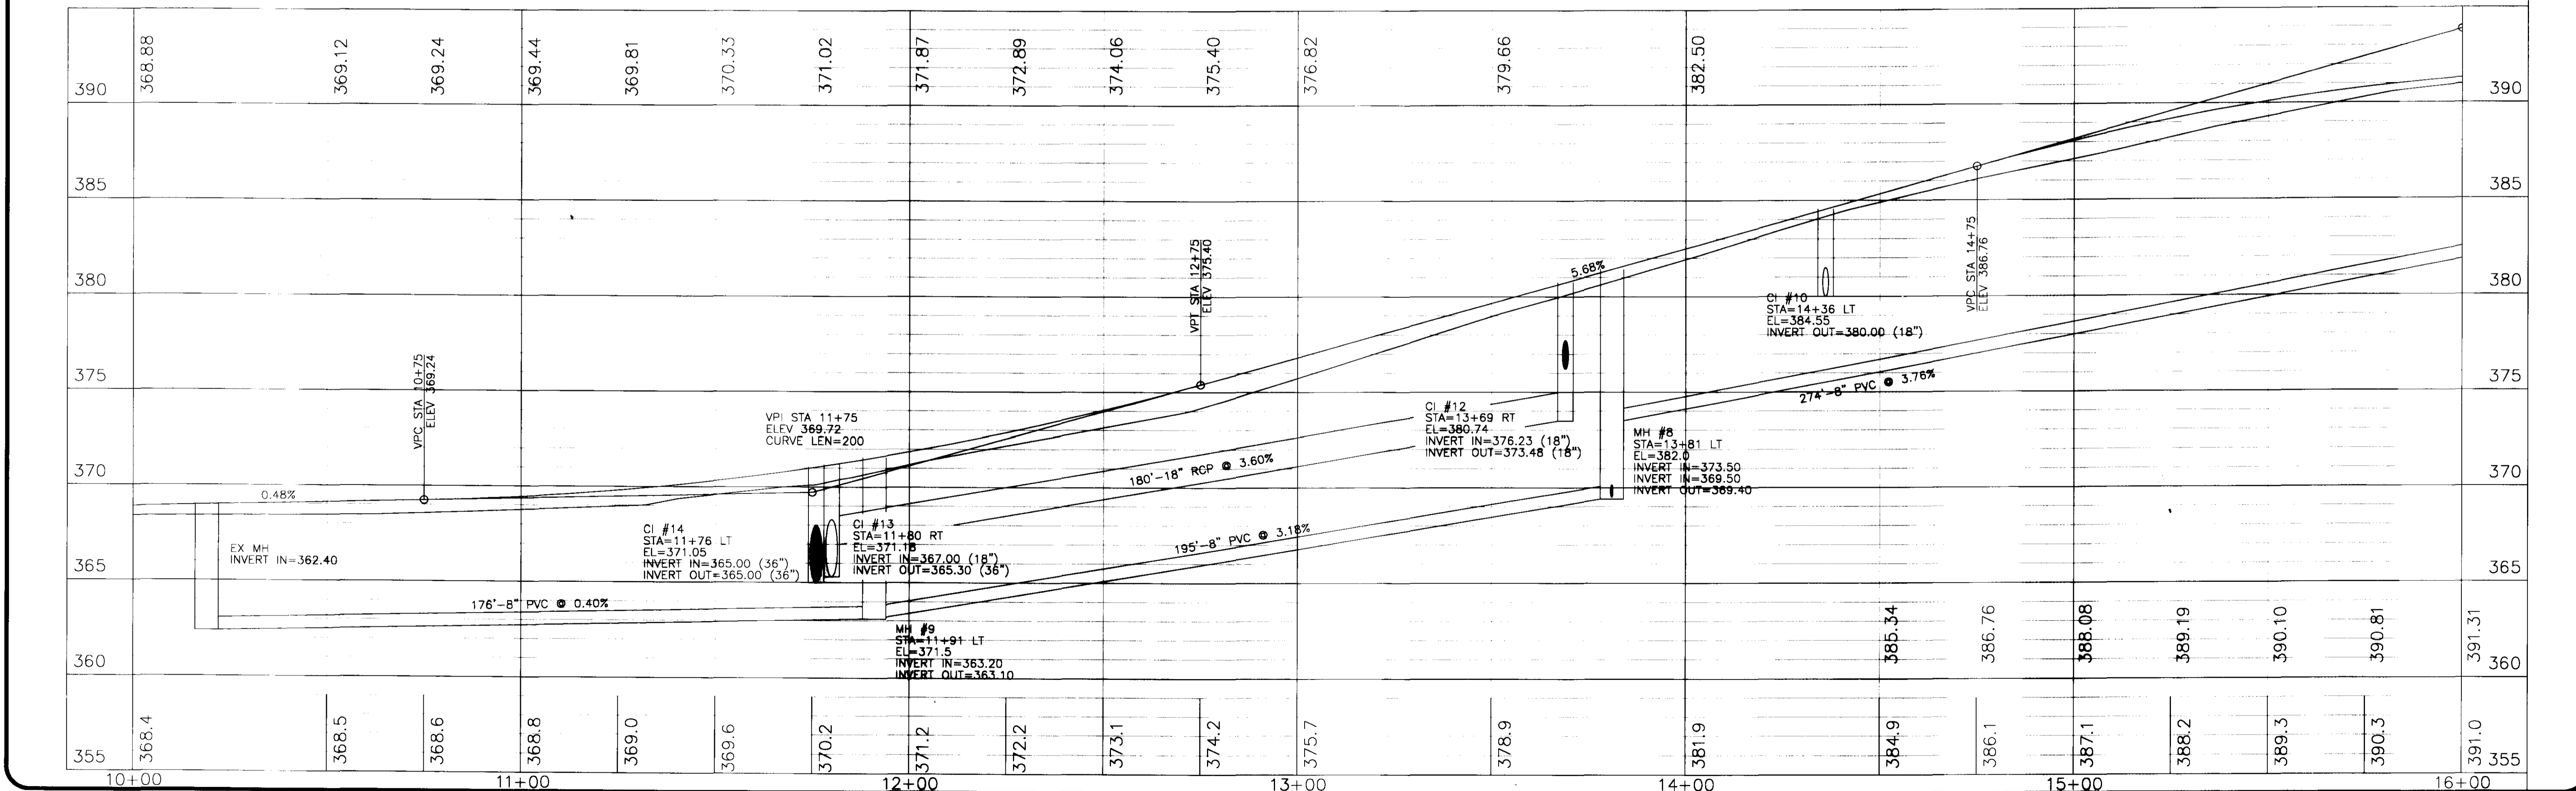 368.88
369.12
369.24
369.44
369.81
370.33
371.02
371.87
372.89
374.06
375.40
376.82
379.66
382.50
390
390
385
385
380
380
375
375
370
370
365
365
360
360
355
355
VPC STA 10+75
ELEV 369.24
0.48%
VPI STA 11+75
ELEV 369.72
CURVE LEN=200
VPT STA 12+75
ELEV 375.40
5.68%
VPC STA 14+75
ELEV 386.76
EX MH
INVERT IN=362.40
176'-8" PVC @ 0.40%
CI #14
STA=11+76 LT
EL=371.05
INVERT IN=365.00 (36")
INVERT OUT=365.00 (36")
CI #13
STA=11+80 RT
EL=371.18
INVERT IN=367.00 (18")
INVERT OUT=365.30 (36")
MH #9
STA=11+91 LT
EL=371.5
INVERT IN=363.20
INVERT OUT=363.10
180'-18" RCP @ 3.60%
195'-8" PVC @ 3.18%
CI #12
STA=13+69 RT
EL=380.74
INVERT IN=376.23 (18")
INVERT OUT=373.48 (18")
MH #8
STA=13+81 LT
EL=382.0
INVERT IN=373.50
INVERT IN=369.50
INVERT OUT=369.40
CI #10
STA=14+36 LT
EL=384.55
INVERT OUT=380.00 (18")
274'-8" PVC @ 3.76%
385.34
386.76
388.08
389.19
390.10
390.81
391.31
368.4
368.5
368.6
368.8
369.0
369.6
370.2
371.2
372.2
373.1
374.2
375.7
378.9
381.9
384.9
386.1
387.1
388.2
389.3
390.3
391.0
10+00
11+00
12+00
13+00
14+00
15+00
16+00